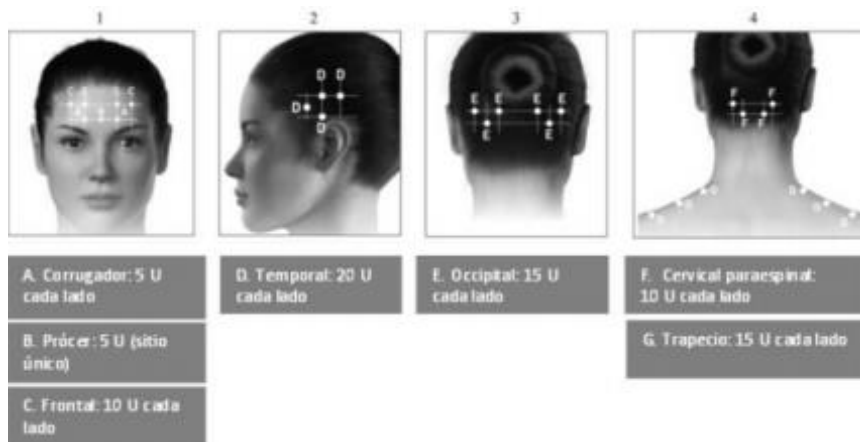 1
2
3
4
C C
D D
D
D
E E E E
E E
F F
F F
A. Corrugador: 5 U
cada lado
B. Prócer: 5 U (sitio
único)
C. Frontal: 10 U cada
lado
D. Temporal: 20 U
cada lado
E. Occipital: 15 U
cada lado
F. Cervical paraespinal:
10 U cada lado
G. Trapecio: 15 U cada lado